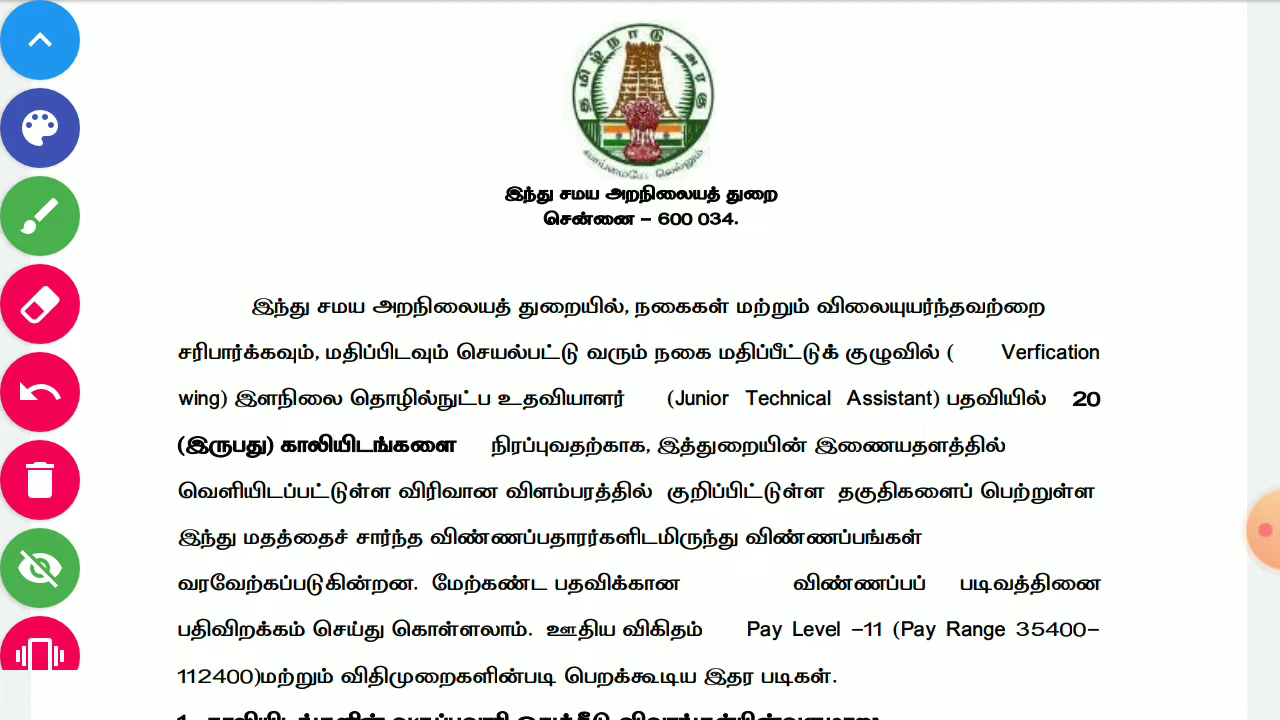 தமிழ்நாடு அரசு
வாய்மையே வெல்லும்
இந்து சமய அறநிலையத் துறை
சென்னை – 600 034.
இந்து சமய அறநிலையத் துறையில், நகைகள் மற்றும் விலையுயர்ந்தவற்றை
சரிபார்க்கவும், மதிப்பிடவும் செயல்பட்டு வரும் நகை மதிப்பீட்டுக் குழுவில் ( Verfication
wing) இளநிலை தொழில்நுட்ப உதவியாளர் (Junior Technical Assistant) பதவியில் 20
(இருபது) காலியிடங்களை நிரப்புவதற்காக, இத்துறையின் இணையதளத்தில்
வெளியிடப்பட்டுள்ள விரிவான விளம்பரத்தில் குறிப்பிட்டுள்ள தகுதிகளைப் பெற்றுள்ள
இந்து மதத்தைச் சார்ந்த விண்ணப்பதாரர்களிடமிருந்து விண்ணப்பங்கள்
வரவேற்கப்படுகின்றன. மேற்கண்ட பதவிக்கான விண்ணப்பப் படிவத்தினை
பதிவிறக்கம் செய்து கொள்ளலாம். ஊதிய விகிதம் Pay Level –11 (Pay Range 35400–
112400)மற்றும் விதிமுறைகளின்படி பெறக்கூடிய இதர படிகள்.